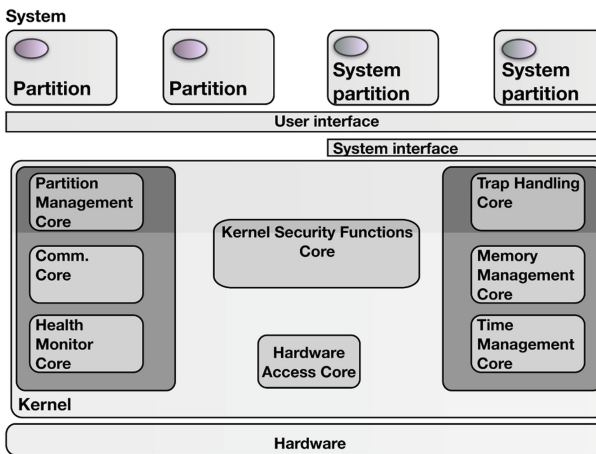 System
Partition
Partition
System
partition
System
partition
User interface
System interface
Partition
Management
Core
Trap Handling
Core
Kernel Security Functions
Core
Comm.
Core
Memory
Management
Core
Health
Monitor
Core
Time
Management
Core
Hardware
Access Core
Kernel
Hardware